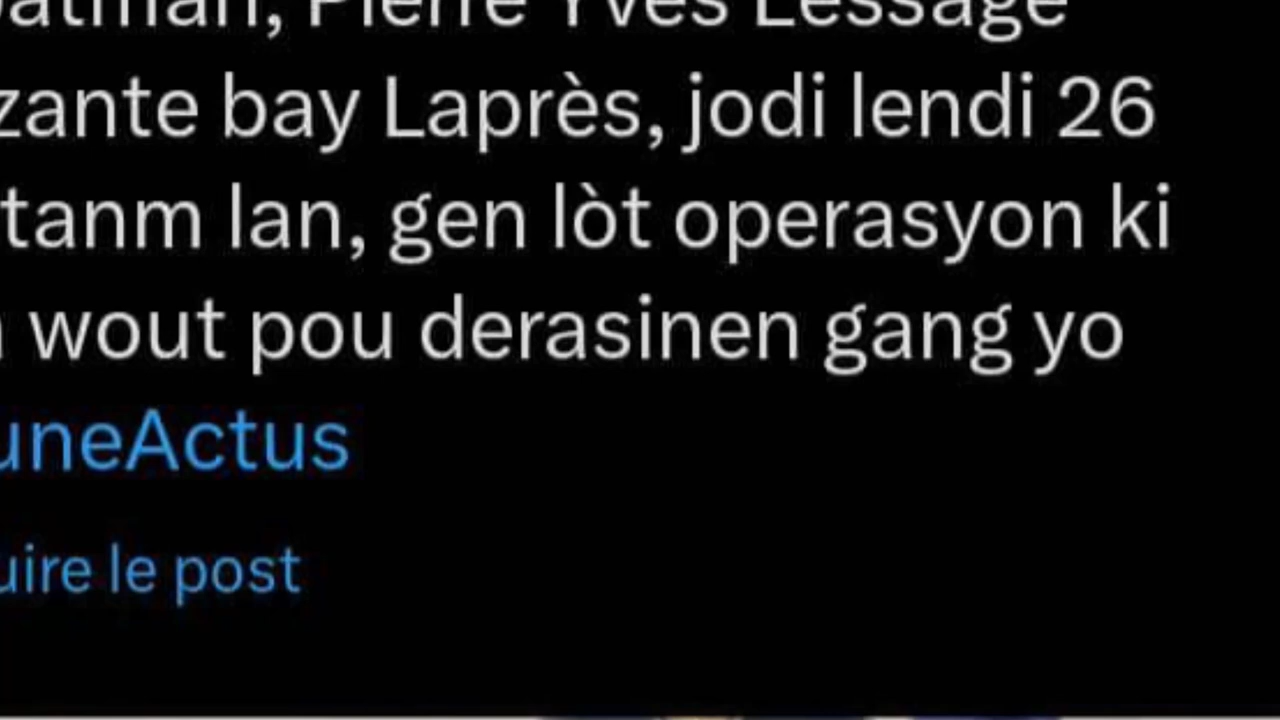 Pierre Yves Lessage
zante bay Laprès, jodi lendi 26
tanm lan, gen lòt operasyon ki
wout pou derasinen gang yo
uneActus
uire le post